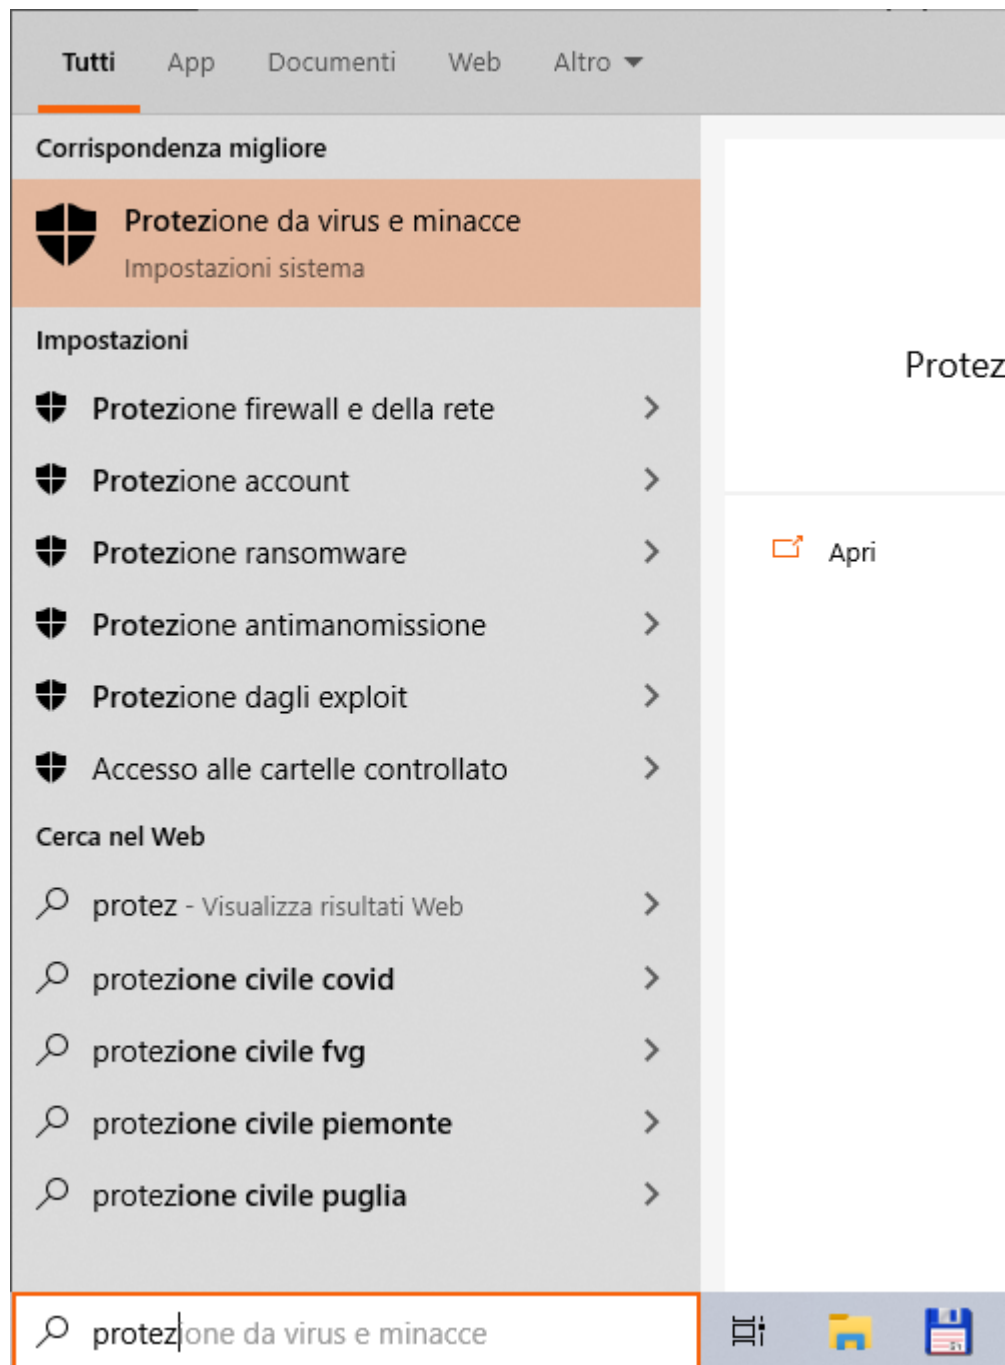 Tutti App Documenti Web Altro
Corrispondenza migliore
Protezione da virus e minacce
Impostazioni sistema
Impostazioni
Protez
Protezione firewall e della rete
Protezione account
Protezione ransomware
Apri
Protezione antimanomissione
Protezione dagli exploit
Accesso alle cartelle controllato
Cerca nel Web
protez - Visualizza risultati Web
protezione civile covid
protezione civile fvg
protezione civile piemonte
protezione civile puglia
protezione da virus e minacce